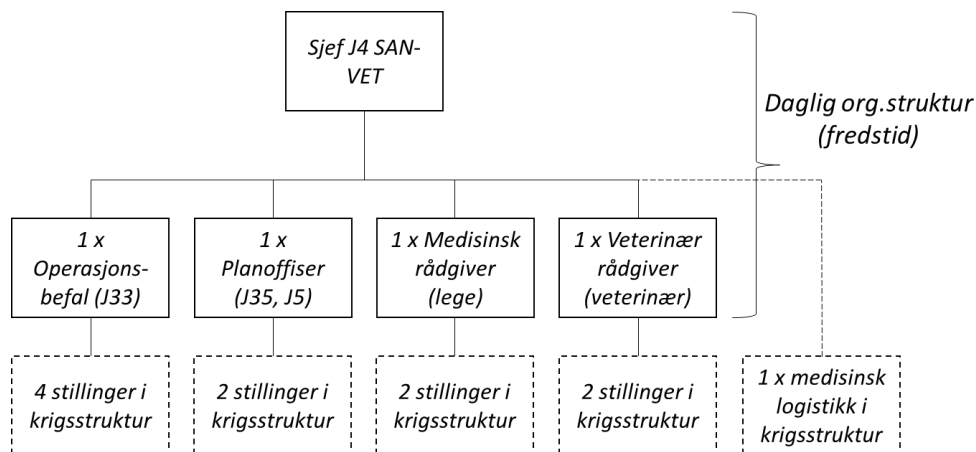 Sjef J4 SAN-
VET
Daglig org.struktur
(fredstid)
1 x
Operasjons-
befal (J33)
1 x
Planoffiser
(J35, J5)
1 x Medisinsk
rådgiver
(lege)
1 x Veterinær
rådgiver
(veterinær)
4 stillinger i
krigsstruktur
2 stillinger i
krigsstruktur
2 stillinger i
krigsstruktur
2 stillinger i
krigsstruktur
1 x medisinsk
logistikk i
krigsstruktur